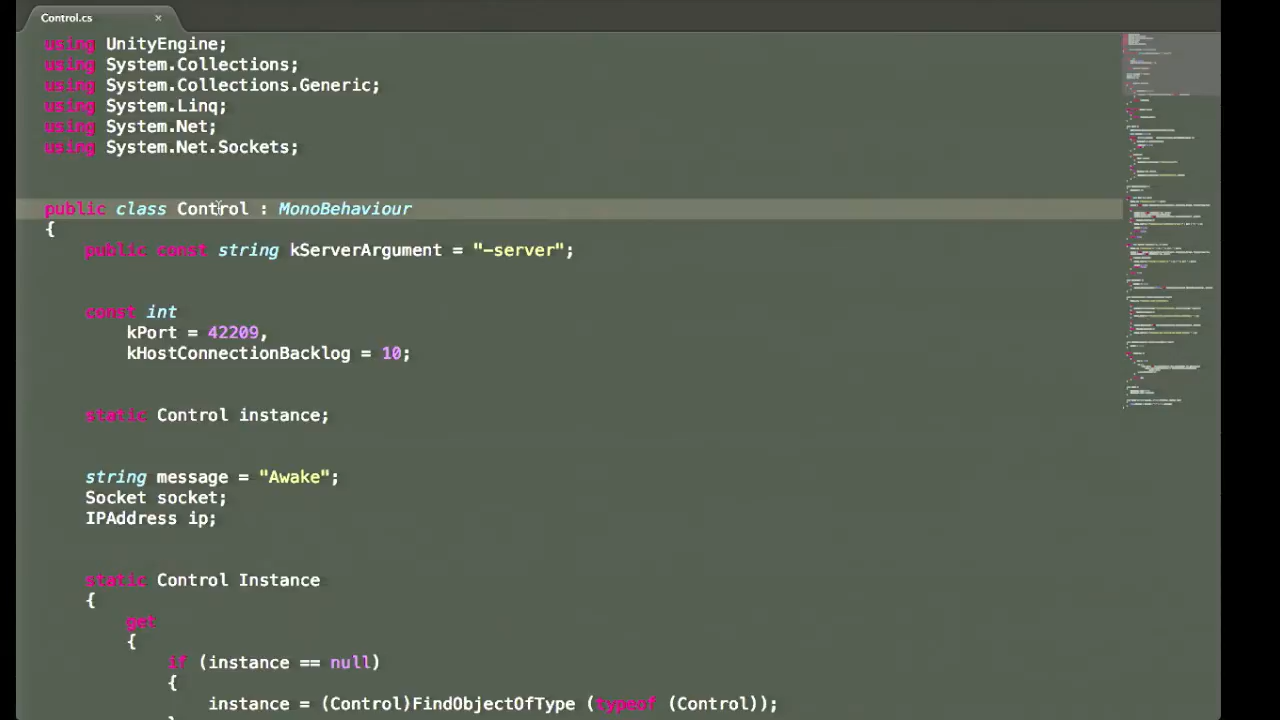 Control.cs ×
using UnityEngine;
using System.Collections;
using System.Collections.Generic;
using System.Linq;
using System.Net;
using System.Net.Sockets;
public class Control : MonoBehaviour
{
public const string kServerArgument = "-server";
const int
kPort = 42209,
kHostConnectionBacklog = 10;
static Control instance;
string message = "Awake";
Socket socket;
IPAddress ip;
static Control Instance
{
get
{
if (instance == null)
{
instance = (Control)FindObjectOfType (typeof (Control));